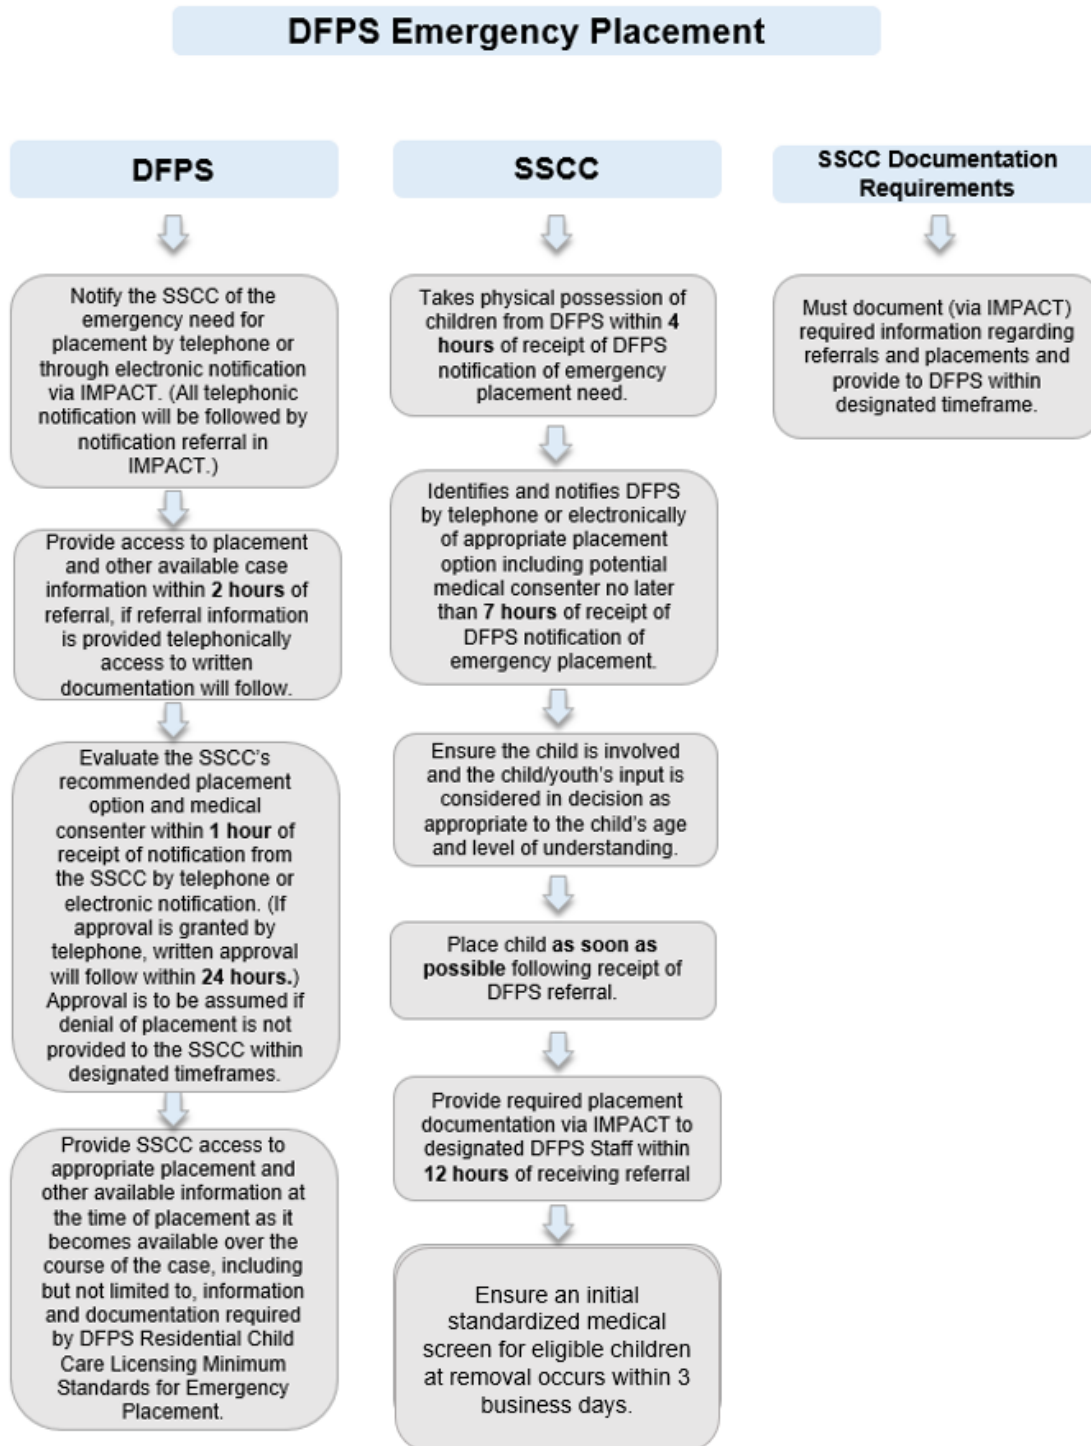 DFPS Emergency Placement
DFPS
Notify the SSCC of the
emergency need for
placement by telephone or
through electronic notification
via IMPACT. (All telephonic
notification will be followed by
notification referral in
IMPACT.)
Provide access to placement
and other available case
information within 2 hours of
referral, if referral information
is provided telephonically
access to written
documentation will follow.
Evaluate the SSCC's
recommended placement
option and medical
consenter within 1 hour of
receipt of notification from
the SSCC by telephone or
electronic notification. (If
approval is granted by
telephone, written approval
will follow within 24 hours.)
Approval is to be assumed if
denial of placement is not
provided to the SSCC within
designated timeframes.
Provide SSCC access to
appropriate placement and
other available information at
the time of placement as it
becomes available over the
course of the case, including
but not limited to, information
and documentation required
by DFPS Residential Child
Care Licensing Minimum
Standards for Emergency
Placement.
SSCC
Takes physical possession of
children from DFPS within 4
hours of receipt of DFPS
notification of emergency
placement need.
Identifies and notifies DFPS
by telephone or electronically
of appropriate placement
option including potential
medical consenter no later
than 7 hours of receipt of
DFPS notification of
emergency placement.
Ensure the child is involved
and the child/youth's input is
considered in decision as
appropriate to the child's age
and level of understanding.
Place child as soon as
possible following receipt of
DFPS referral.
Provide required placement
documentation via IMPACT to
designated DFPS Staff within
12 hours of receiving referral
Ensure an initial
standardized medical
screen for eligible children
at removal occurs within 3
business days.
SSCC Documentation
Requirements
Must document (via IMPACT)
required information regarding
referrals and placements and
provide to DFPS within
designated timeframe.